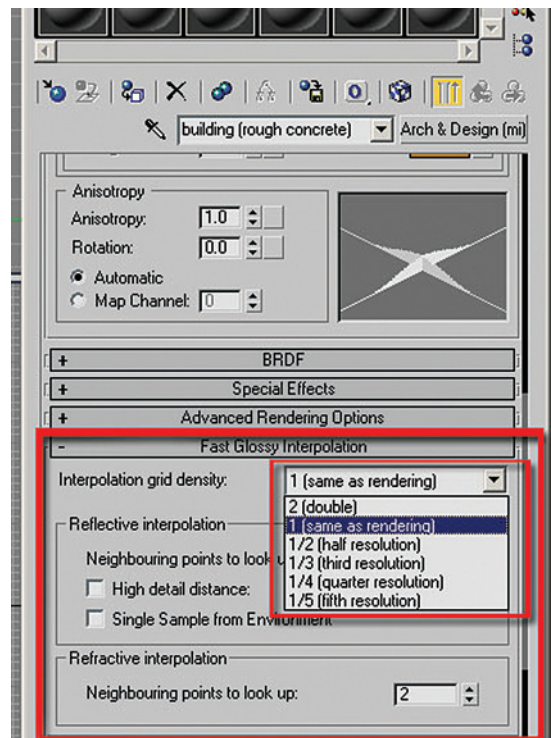 building (rough concrete)
Arch & Design (mi)
Anisotropy
Anisotropy: 1.0
Rotation: 0.0
Automatic
Map Channel: 0
+ BRDF
+ Special Effects
+ Advanced Rendering Options
- Fast Glossy Interpolation
Interpolation grid density: 1 (same as rendering)
2 (double)
1 (same as rendering)
1/2 (half resolution)
1/3 (third resolution)
1/4 (quarter resolution)
1/5 (fifth resolution)
Reflective interpolation
Neighbouring points to look
High detail distance:
Single Sample from Environment
Refractive interpolation
Neighbouring points to look up: 2